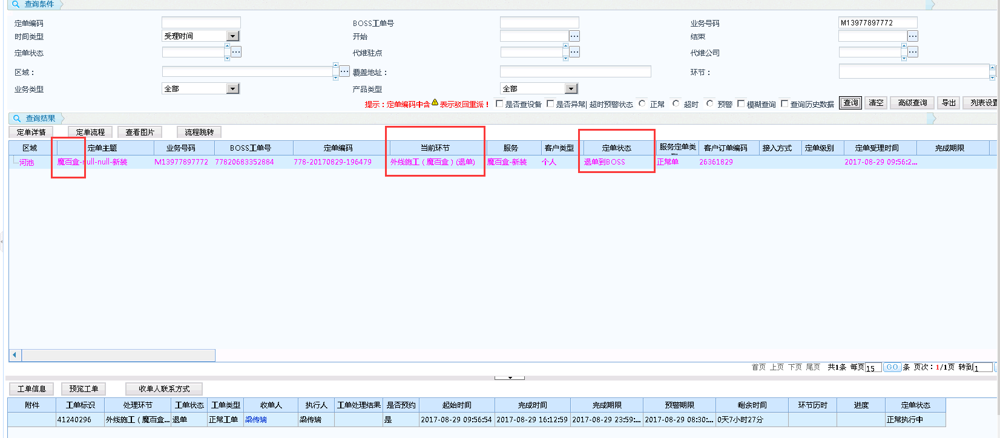 查询条件
定单编码 BOSS工单号 业务号码 M13977897772
时间类型 受理时间 开始 结束
定单状态 代维驻点 代维公司
区域： 覆盖地址： 环节：
业务类型 全部 产品类型 全部
提示：定单编码中含 表示驳回重派！ 是否查设备 是否异常| 超时预警状态 正常 超时 预警 模糊查询 查询历史数据 查询 清空 高级查询 导出 列表设置
查询结果
定单详情 定单流程 查看图片 流程跳转
区域 定单主题 业务号码 BOSS工单号 定单编码 当前环节 服务 客户类型 定单状态 服务定单类 客户订单编码 接入方式 定单级别 定单受理时间 完成期限
河池 魔百盒-null-null-新装 M13977897772 77820683352884 778-20170829-196479 外线施工（魔百盒）(退单) 魔百盒-新装 个人 退单到BOSS 正常单 26361829 2017-08-29 09:56:2...
首页 上页 下页 尾页 共1条 每页 15 GO 条 页次：1/1页 转到 1
工单信息 预览工单 收单人联系方式
附件 工单标识 处理环节 工单状态 工单类型 收单人 执行人 工单处理结果 是否预约 起始时间 完成时间 完成期限 预警期限 剩余时间 环节历时 进度 定单状态
41240296 外线施工（魔百盒... 退单 正常工单 梁传瑞 梁传瑞 是 2017-08-29 09:56:54 2017-08-29 16:12:59 2017-08-29 23:59:... 2017-08-29 08:30:... 0天7小时27分 正常执行中